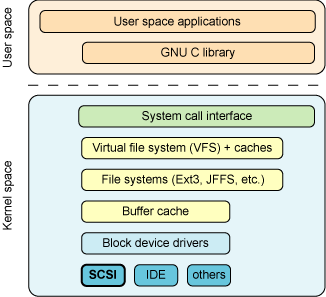 User space
User space applications
GNU C library
Kernel space
System call interface
Virtual file system (VFS) + caches
File systems (Ext3, JFFS, etc.)
Buffer cache
Block device drivers
SCSI IDE others